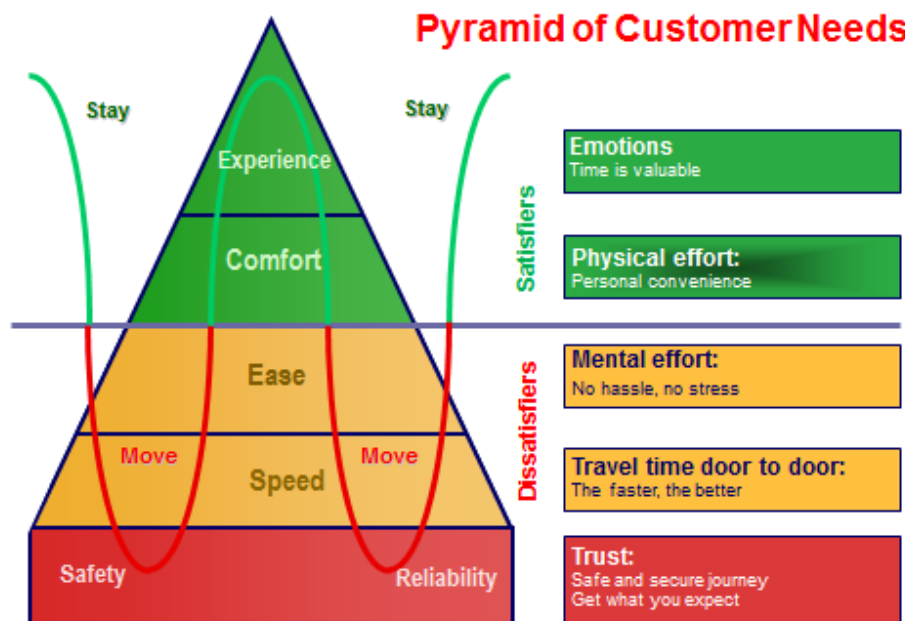 Pyramid of Customer Needs
Stay
Stay
Experience
Comfort
Ease
Move
Move
Speed
Safety
Reliability
Satisfiers
Dissatisfiers
Emotions
Time is valuable
Physical effort:
Personal convenience
Mental effort:
No hassle, no stress
Travel time door to door:
The faster, the better
Trust:
Safe and secure journey
Get what you expect